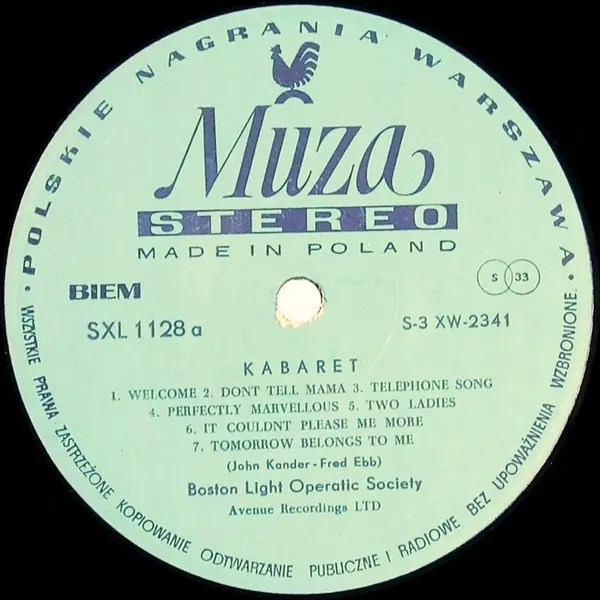 • POLSKIE NAGRANIA WARSZAWA •
Muza
STEREO
MADE IN POLAND
BIEM
S 33
SXL 1128 a
S-3 XW-2341
KABARET
1. WELCOME 2. DONT TELL MAMA 3. TELEPHONE SONG
4. PERFECTLY MARVELLOUS 5. TWO LADIES
6. IT COULDNT PLEASE ME MORE
7. TOMORROW BELONGS TO ME
(John Kander - Fred Ebb)
Boston Light Operatic Society
Avenue Recordings LTD
WSZYSTKIE PRAWA ZASTRZEŻONE KOPIOWANIE ODTWARZANIE PUBLICZNE I RADIOWE BEZ UPOWAŻNIENIA WZBRONIONE.